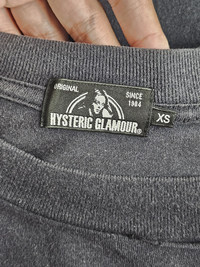 ORIGINAL
SINCE
1984
HYSTERIC GLAMOUR®
XS